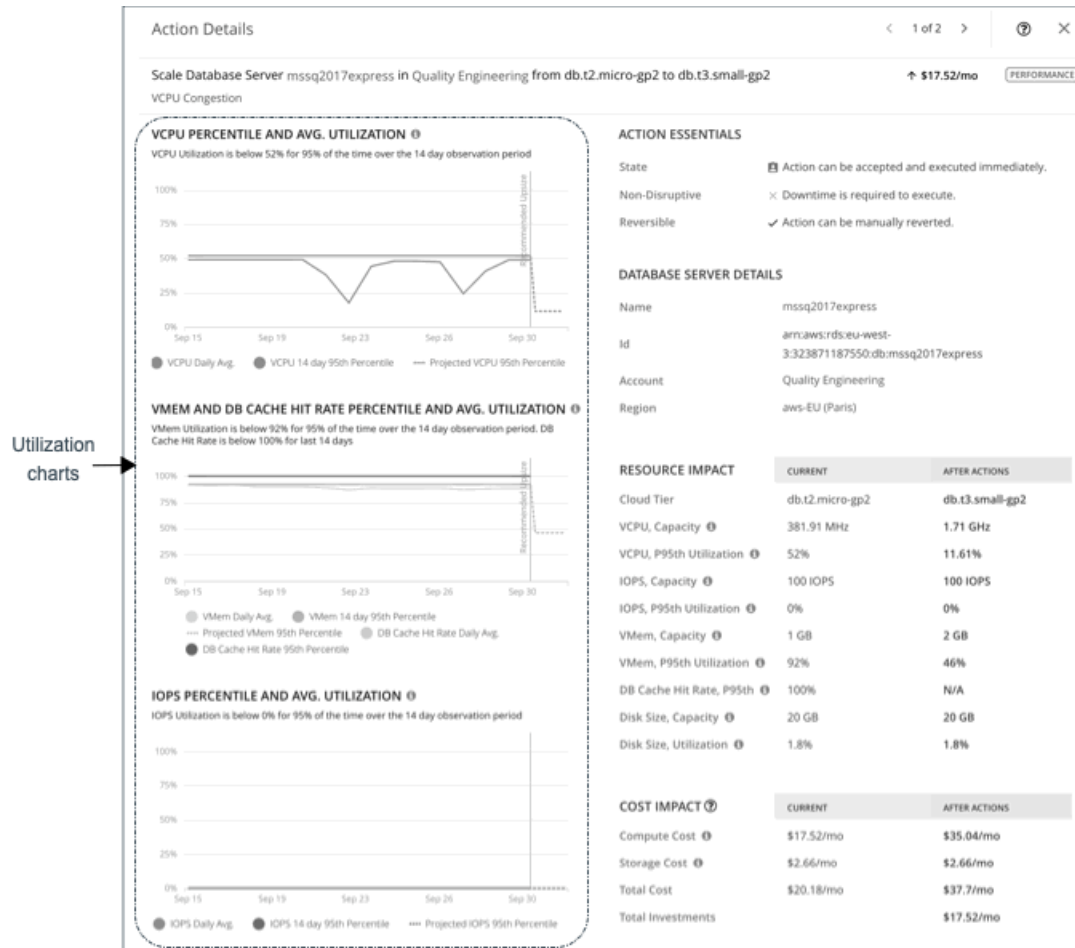 Action Details
1 of 2
Scale Database Server mssq2017express in Quality Engineering from db.t2.micro-gp2 to db.t3.small-gp2
↑ $17.52/mo
PERFORMANCE
VCPU Congestion
Utilization
charts
VCPU PERCENTILE AND AVG. UTILIZATION
VCPU Utilization is below 52% for 95% of the time over the 14 day observation period
100%
75%
50%
25%
0%
Recommended Upsize
Sep 15 Sep 19 Sep 23 Sep 26 Sep 30
VCPU Daily Avg. VCPU 14 day 95th Percentile Projected VCPU 95th Percentile
VMEM AND DB CACHE HIT RATE PERCENTILE AND AVG. UTILIZATION
VMem Utilization is below 92% for 95% of the time over the 14 day observation period. DB
Cache Hit Rate is below 100% for last 14 days
100%
75%
50%
25%
0%
Recommended Upsize
Sep 15 Sep 19 Sep 23 Sep 26 Sep 30
VMem Daily Avg. VMem 14 day 95th Percentile
Projected VMem 95th Percentile DB Cache Hit Rate Daily Avg.
DB Cache Hit Rate 95th Percentile
IOPS PERCENTILE AND AVG. UTILIZATION
IOPS Utilization is below 0% for 95% of the time over the 14 day observation period
100%
75%
50%
25%
0%
Sep 15 Sep 19 Sep 23 Sep 26 Sep 30
IOPS Daily Avg. IOPS 14 day 95th Percentile Projected IOPS 95th Percentile
ACTION ESSENTIALS
State Action can be accepted and executed immediately.
Non-Disruptive Downtime is required to execute.
Reversible Action can be manually reverted.
DATABASE SERVER DETAILS
Name mssq2017express
Id arn:aws:rds:eu-west-
3:323871187550:db:mssq2017express
Account Quality Engineering
Region aws-EU (Paris)
RESOURCE IMPACT CURRENT AFTER ACTIONS
Cloud Tier db.t2.micro-gp2 db.t3.small-gp2
VCPU, Capacity 381.91 MHz 1.71 GHz
VCPU, P95th Utilization 52% 11.61%
IOPS, Capacity 100 IOPS 100 IOPS
IOPS, P95th Utilization 0% 0%
VMem, Capacity 1 GB 2 GB
VMem, P95th Utilization 92% 46%
DB Cache Hit Rate, P95th 100% N/A
Disk Size, Capacity 20 GB 20 GB
Disk Size, Utilization 1.8% 1.8%
COST IMPACT CURRENT AFTER ACTIONS
Compute Cost $17.52/mo $35.04/mo
Storage Cost $2.66/mo $2.66/mo
Total Cost $20.18/mo $37.7/mo
Total Investments $17.52/mo